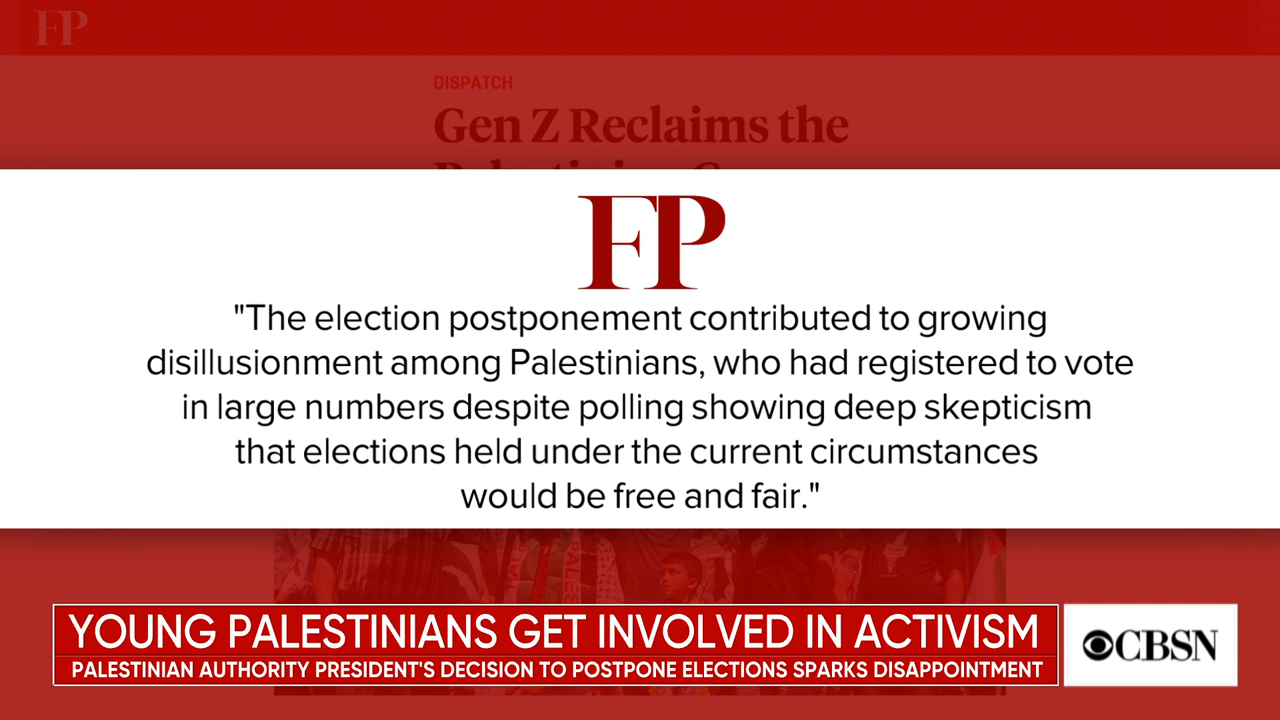 FP
DISPATCH
Gen Z Reclaims the
FP
"The election postponement contributed to growing
disillusionment among Palestinians, who had registered to vote
in large numbers despite polling showing deep skepticism
that elections held under the current circumstances
would be free and fair."
YOUNG PALESTINIANS GET INVOLVED IN ACTIVISM
PALESTINIAN AUTHORITY PRESIDENT'S DECISION TO POSTPONE ELECTIONS SPARKS DISAPPOINTMENT
CBSN